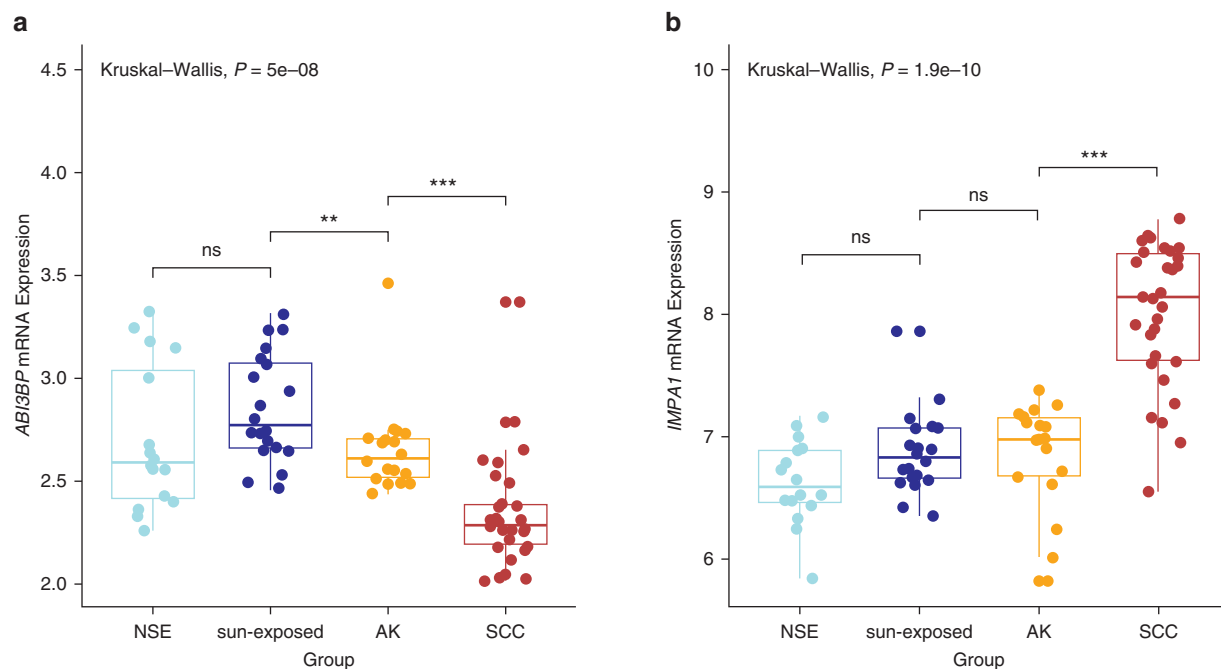 a
Kruskal–Wallis, P = 5e–08
4.5
4.0
3.5
3.0
2.5
2.0
ABI3BP mRNA Expression
ns
**
***
NSE
sun-exposed
AK
SCC
Group
b
Kruskal–Wallis, P = 1.9e–10
10
9
8
7
6
IMPA1 mRNA Expression
ns
ns
***
NSE
sun-exposed
AK
SCC
Group